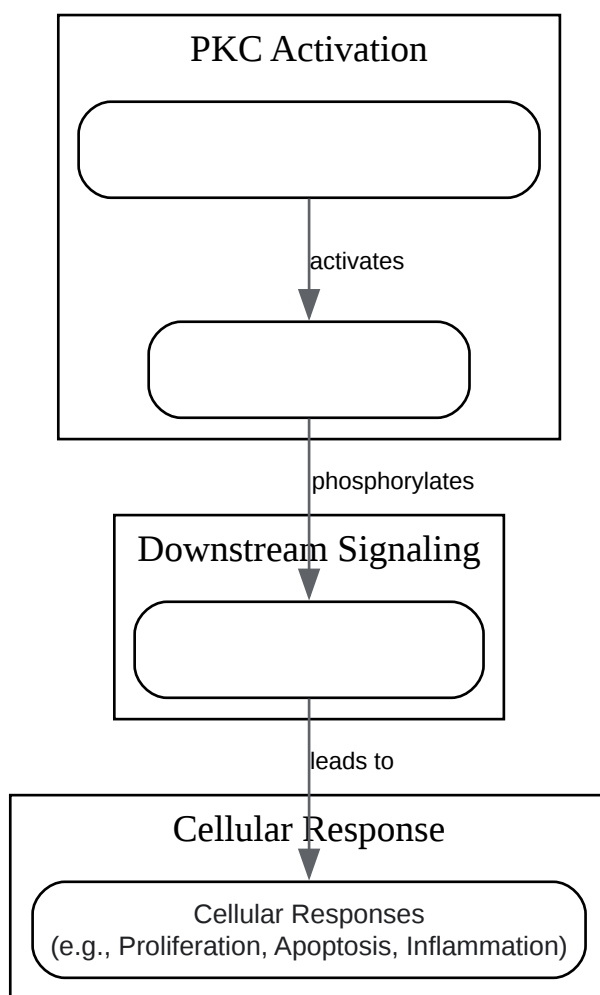 PKC Activation
activates
phosphorylates
Downstream Signaling
leads to
Cellular Response
Cellular Responses
(e.g., Proliferation, Apoptosis, Inflammation)